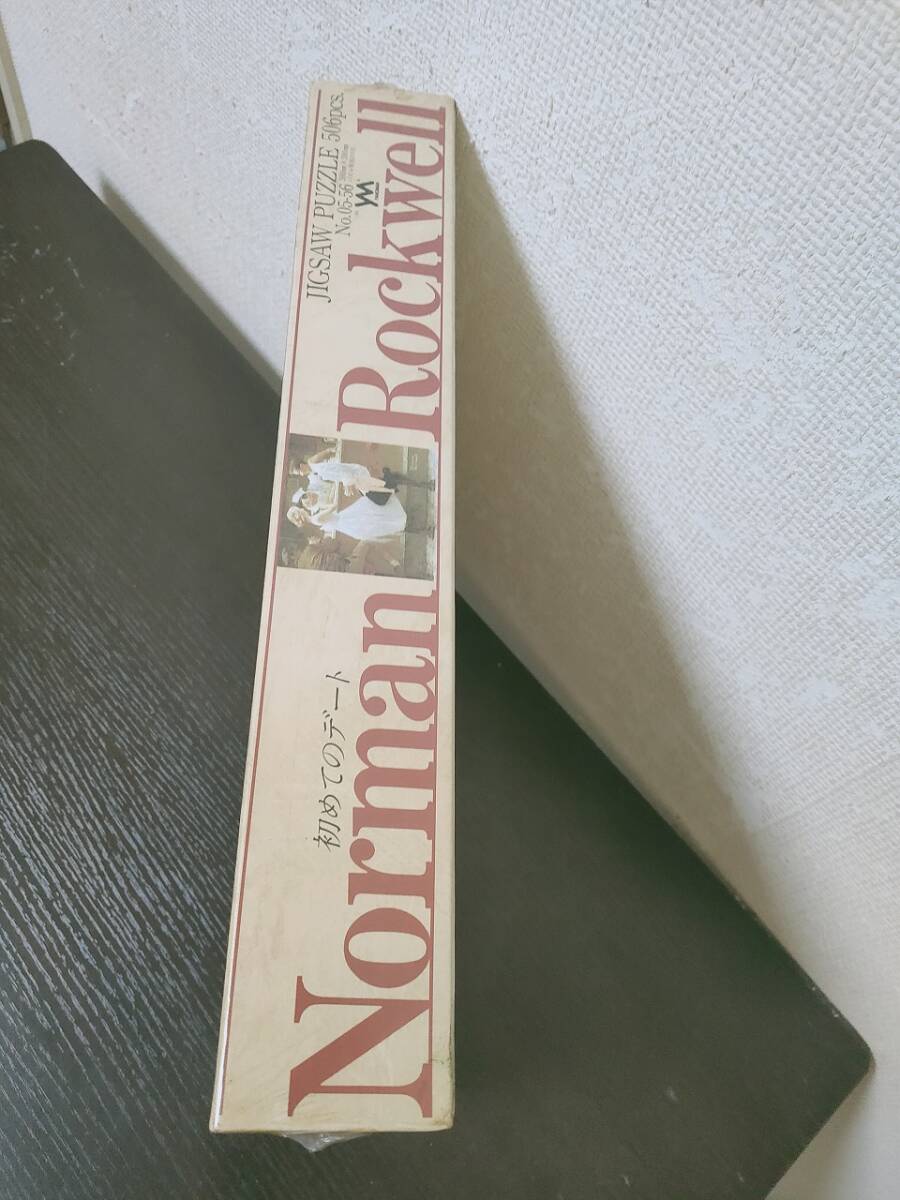 JIGSAW PUZZLE 506pcs.
No.05-56
YM
初めてのデート
Norman Rockwell